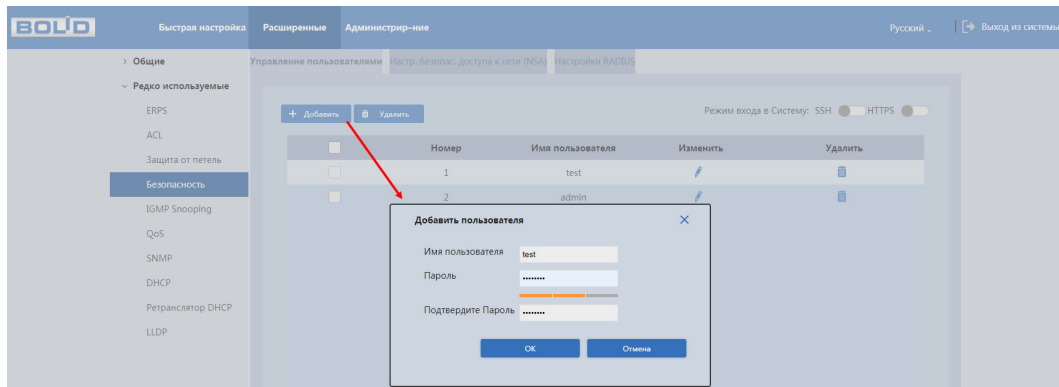 BOLID Быстрая настройка Расширенные Администрир-ние Русский Выход из системы
Общие
Управление пользователями Настр. безопас. доступа к сети (NSA) Настройки RADIUS
Редко используемые
ERPS
+ Добавить Удалить Режим входа в Систему: SSH HTTPS
ACL
Номер Имя пользователя Изменить Удалить
Защита от петель
1 test
Безопасность
2 admin
IGMP Snooping
QoS
SNMP
DHCP
Ретранслятор DHCP
LLDP
Добавить пользователя
Имя пользователя test
Пароль ••••••••
Подтвердите Пароль ••••••••
OK Отмена